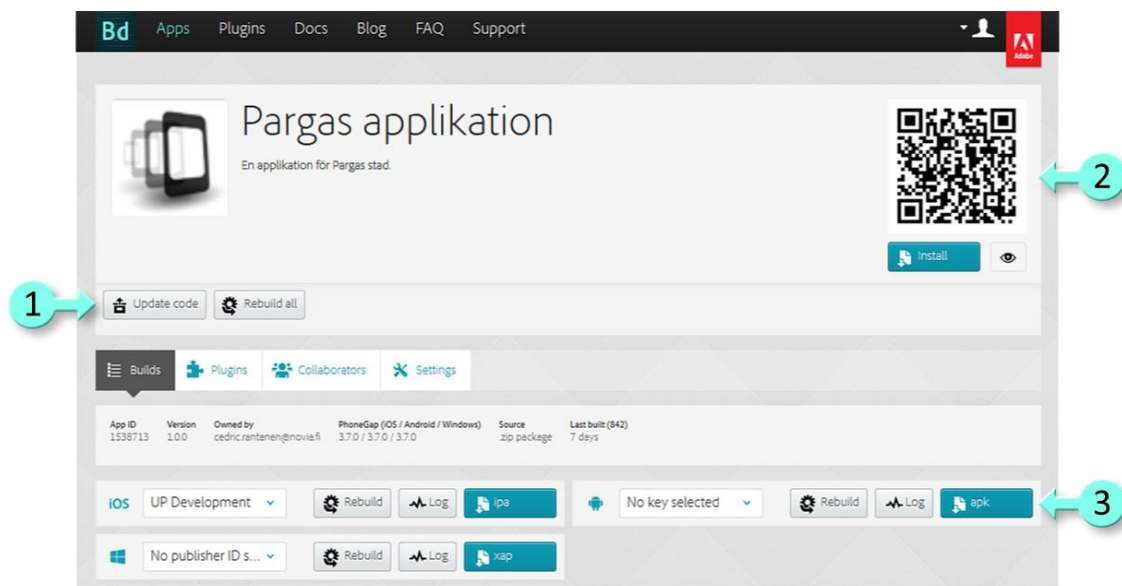 Bd Apps Plugins Docs Blog FAQ Support
Adobe
Pargas applikation
En applikation för Pargas stad.
2
Install
1
Update code Rebuild all
Builds Plugins Collaborators Settings
App ID Version Owned by PhoneGap (iOS / Android / Windows) Source Last built (842)
1538713 1.0.0 cedric.rantanen@novia.fi 3.7.0 / 3.7.0 / 3.7.0 .zip package 7 days
iOS UP Development Rebuild Log ipa No key selected Rebuild Log apk
3
No publisher ID s... Rebuild Log xap